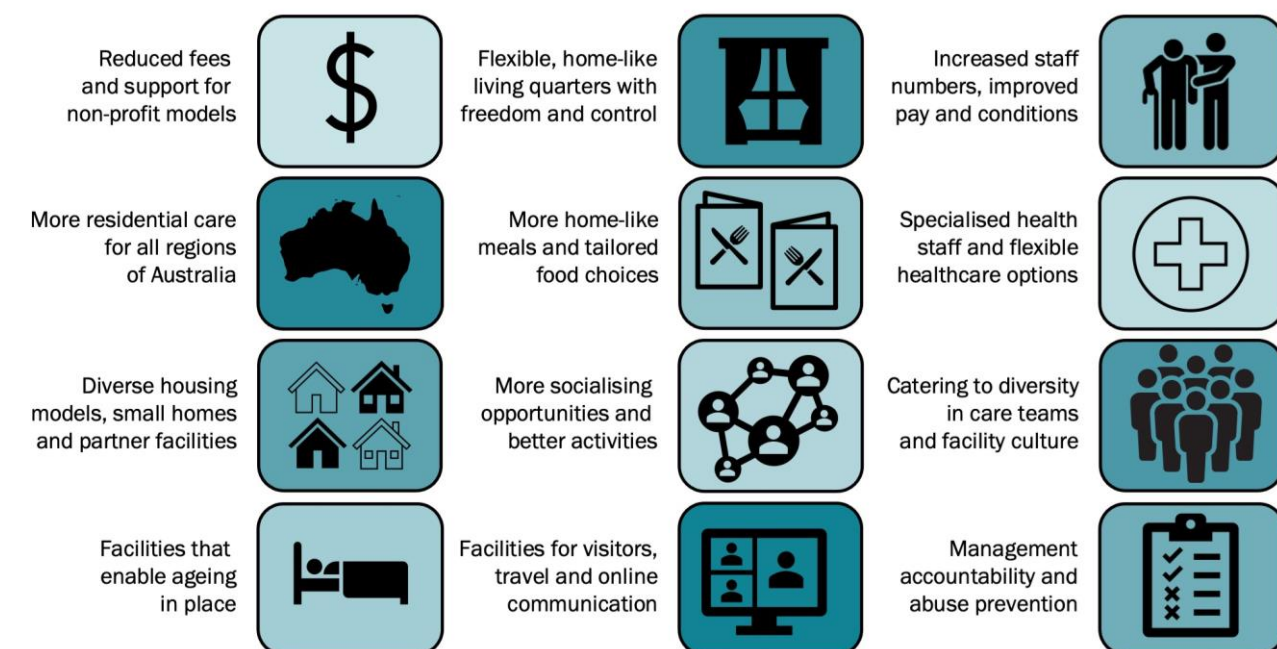 Reduced fees
and support for
non-profit models
Flexible, home-like
living quarters with
freedom and control
Increased staff
numbers, improved
pay and conditions
More residential care
for all regions
of Australia
More home-like
meals and tailored
food choices
Specialised health
staff and flexible
healthcare options
Diverse housing
models, small homes
and partner facilities
More socialising
opportunities and
better activities
Catering to diversity
in care teams
and facility culture
Facilities that
enable ageing
in place
Facilities for visitors,
travel and online
communication
Management
accountability and
abuse prevention